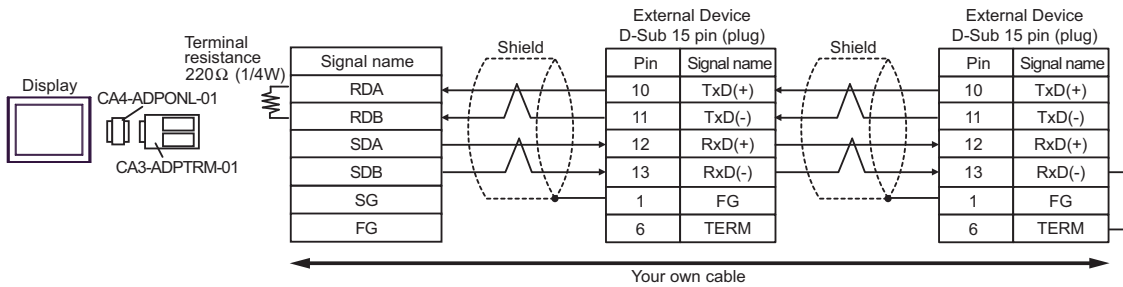 Display
CA4-ADPONL-01
CA3-ADPTRM-01
Terminal
resistance
220Ω (1/4W)
Signal name
RDA
RDB
SDA
SDB
SG
FG
Shield
External Device
D-Sub 15 pin (plug)
Pin Signal name
10 TxD(+)
11 TxD(-)
12 RxD(+)
13 RxD(-)
1 FG
6 TERM
Shield
External Device
D-Sub 15 pin (plug)
Pin Signal name
10 TxD(+)
11 TxD(-)
12 RxD(+)
13 RxD(-)
1 FG
6 TERM
Your own cable